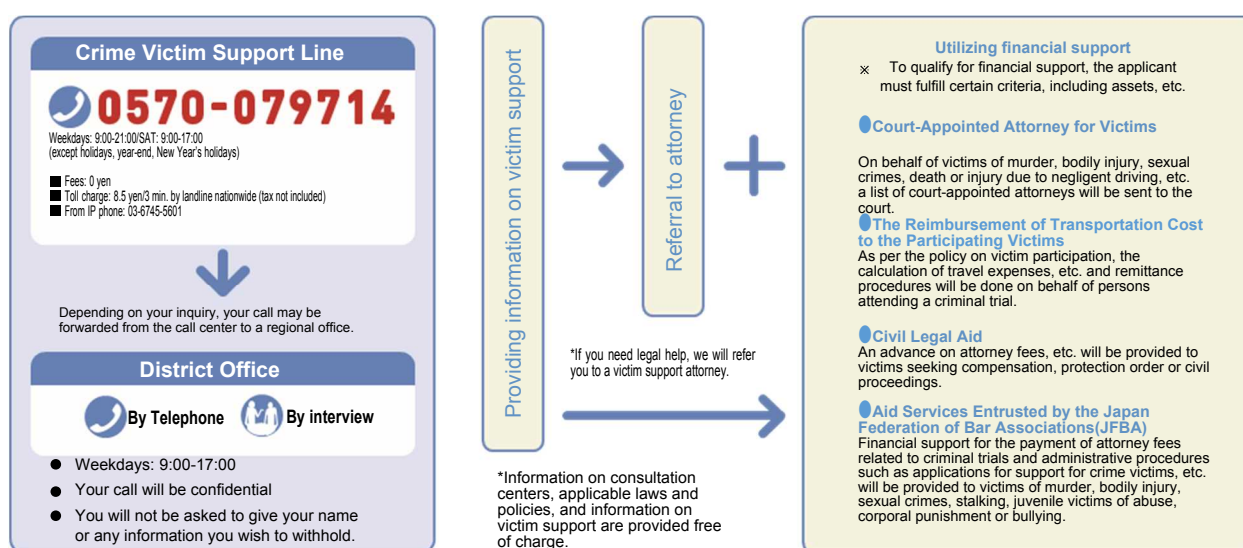 Crime Victim Support Line
0570-079714
Weekdays: 9:00-21:00/SAT: 9:00-17:00
(except holidays, year-end, New Year's holidays)
■ Fees: 0 yen
■ Toll charge: 8.5 yen/3 min. by landline nationwide (tax not included)
■ From IP phone: 03-6745-5601
Depending on your inquiry, your call may be
forwarded from the call center to a regional office.
District Office
By Telephone
By interview
● Weekdays: 9:00-17:00
● Your call will be confidential
● You will not be asked to give your name
or any information you wish to withhold.
Providing information on victim support
Referral to attorney
*If you need legal help, we will refer
you to a victim support attorney.
*Information on consultation
centers, applicable laws and
policies, and information on
victim support are provided free
of charge.
Utilizing financial support
※ To qualify for financial support, the applicant
must fulfill certain criteria, including assets, etc.
●Court-Appointed Attorney for Victims
On behalf of victims of murder, bodily injury, sexual
crimes, death or injury due to negligent driving, etc.
a list of court-appointed attorneys will be sent to the
court.
●The Reimbursement of Transportation Cost
to the Participating Victims
As per the policy on victim participation, the
calculation of travel expenses, etc. and remittance
procedures will be done on behalf of persons
attending a criminal trial.
●Civil Legal Aid
An advance on attorney fees, etc. will be provided to
victims seeking compensation, protection order or civil
proceedings.
●Aid Services Entrusted by the Japan
Federation of Bar Associations(JFBA)
Financial support for the payment of attorney fees
related to criminal trials and administrative procedures
such as applications for support for crime victims, etc.
will be provided to victims of murder, bodily injury,
sexual crimes, stalking, juvenile victims of abuse,
corporal punishment or bullying.